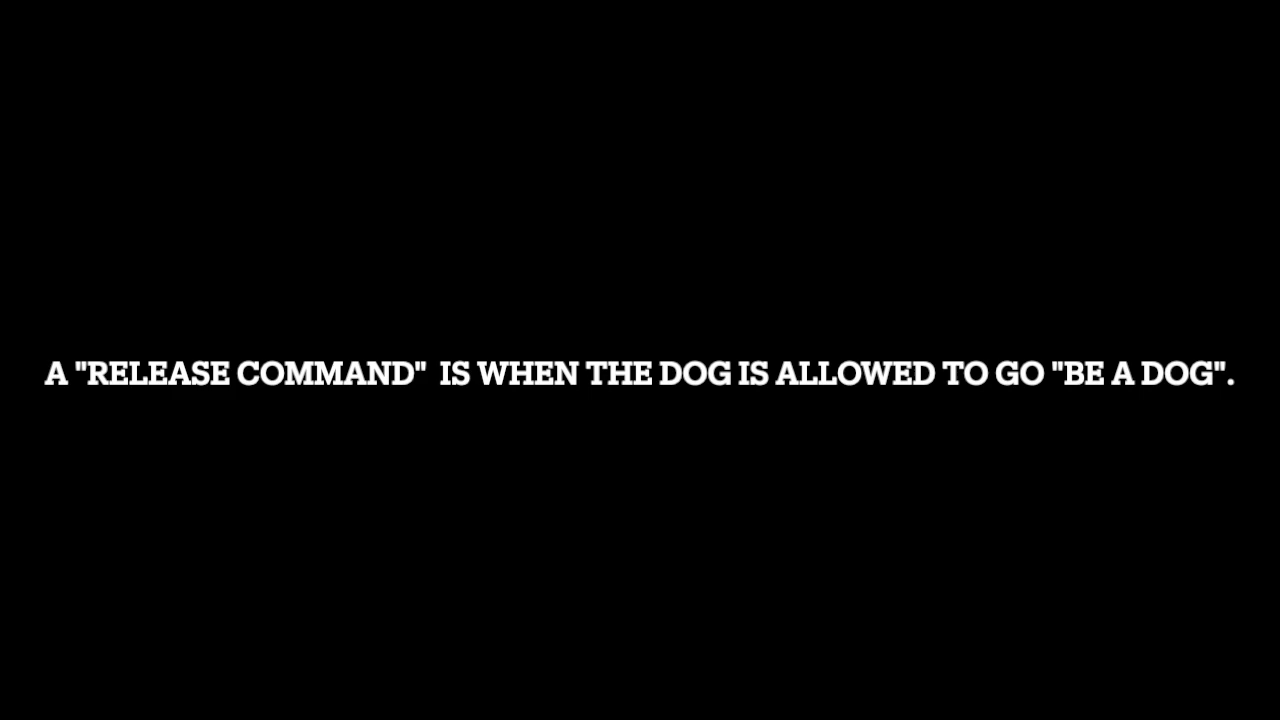 A "RELEASE COMMAND"  IS WHEN THE DOG IS ALLOWED TO GO "BE A DOG".